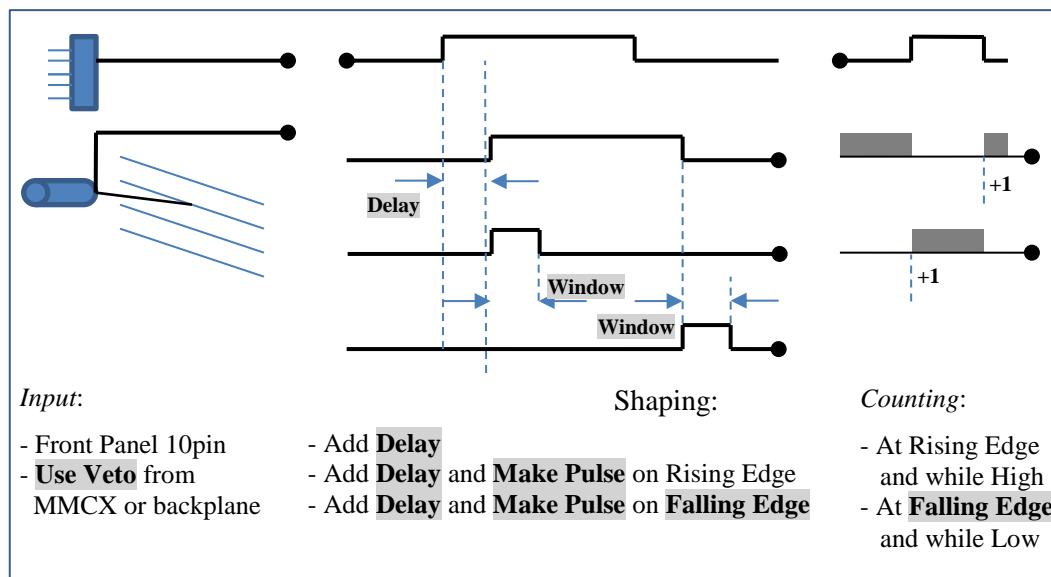 +1
Delay
+1
Window
Window
Input:
- Front Panel 10pin
- Use Veto from
MMCX or backplane
Shaping:
- Add Delay
- Add Delay and Make Pulse on Rising Edge
- Add Delay and Make Pulse on Falling Edge
Counting:
- At Rising Edge
and while High
- At Falling Edge
and while Low